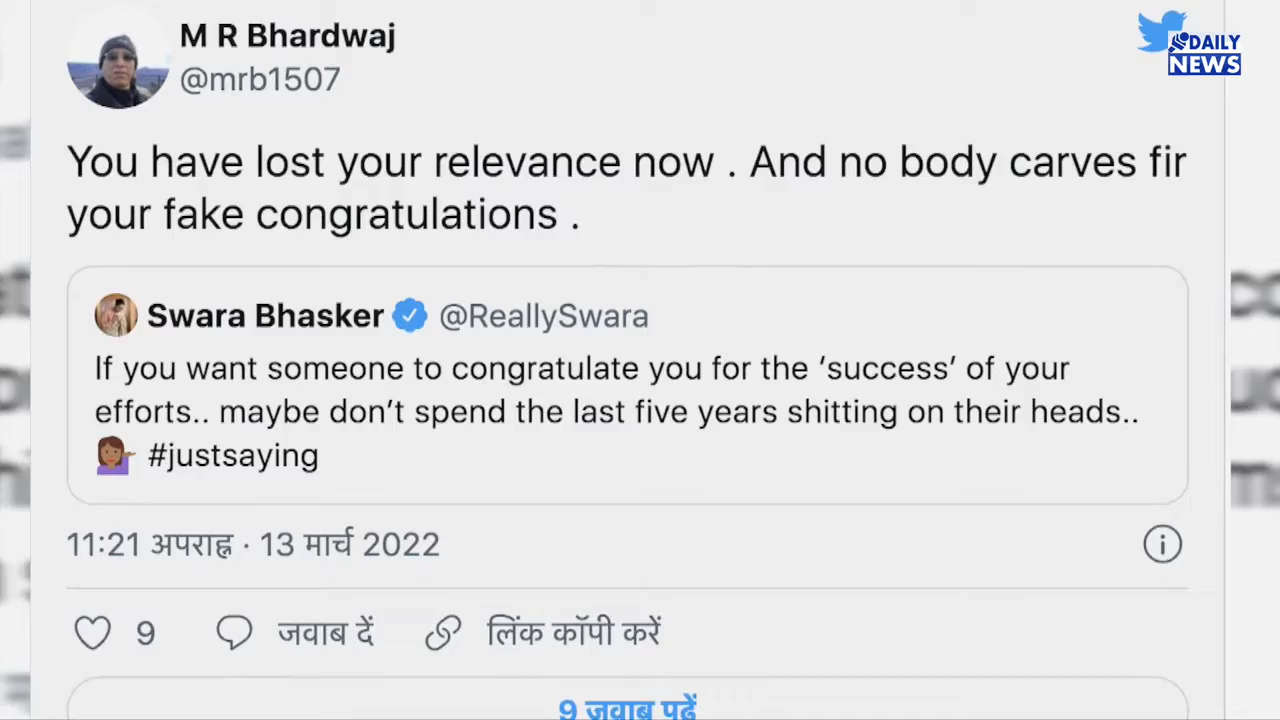 M R Bhardwaj
@mrb1507
DAILY
NEWS
You have lost your relevance now . And no body carves fir
your fake congratulations .
Swara Bhasker @ReallySwara
If you want someone to congratulate you for the ‘success’ of your
efforts.. maybe don’t spend the last five years shitting on their heads..
#justsaying
11:21 अपराह्न · 13 मार्च 2022
9 जवाब दें लिंक कॉपी करें
9 जवाब पढ़ें